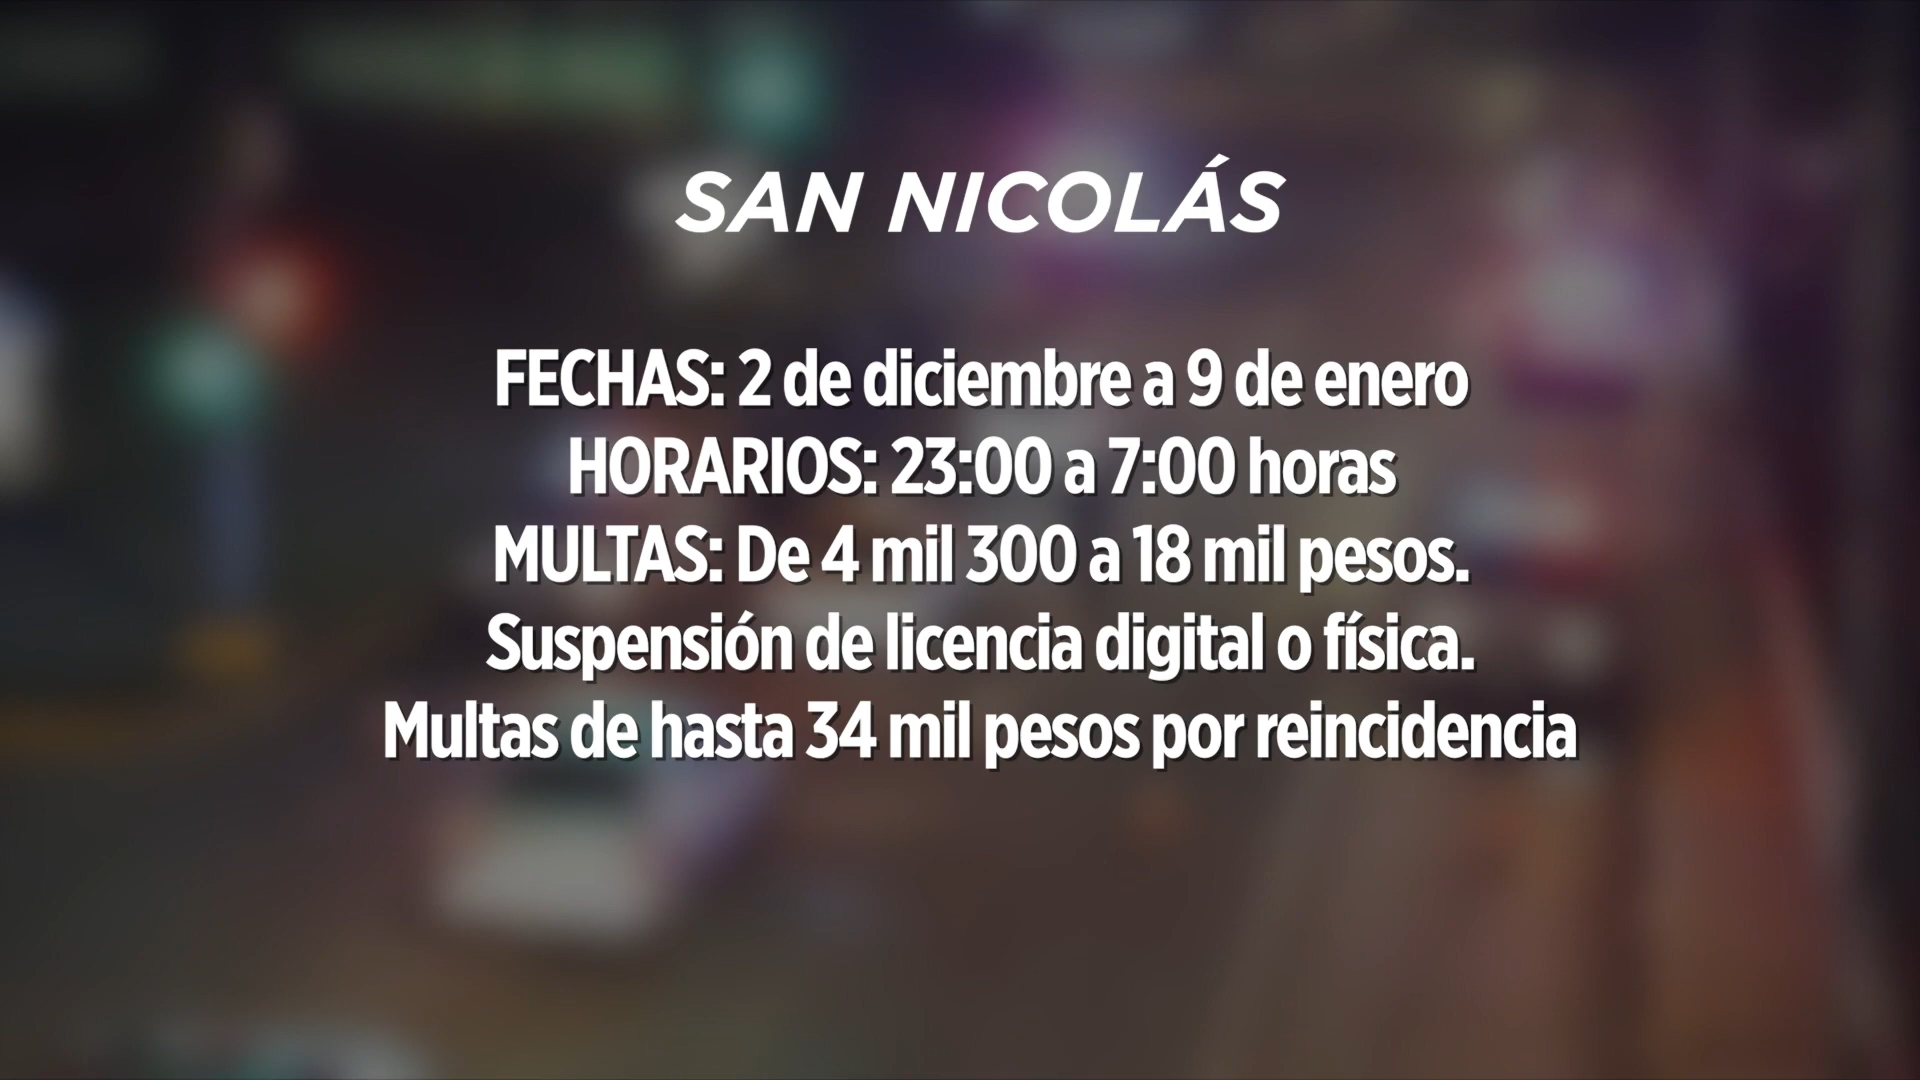 SAN NICOLÁS
FECHAS: 2 de diciembre a 9 de enero
HORARIOS: 23:00 a 7:00 horas
MULTAS: De 4 mil 300 a 18 mil pesos.
Suspensión de licencia digital o física.
Multas de hasta 34 mil pesos por reincidencia